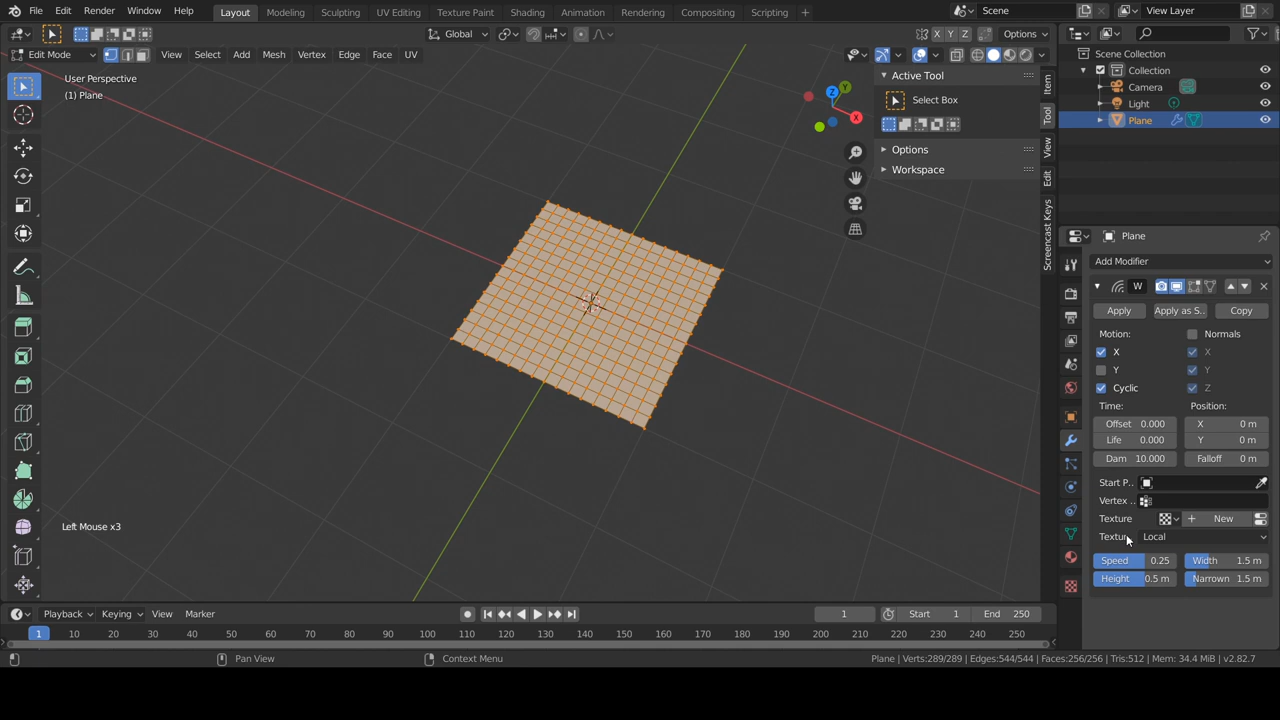 File Edit Render Window Help
Layout Modeling Sculpting UV Editing Texture Paint Shading Animation Rendering Compositing Scripting +
Scene
View Layer
Global
X Y Z
Options
Edit Mode
View Select Add Mesh Vertex Edge Face UV
User Perspective
(1) Plane
Z
Y
X
Active Tool
Select Box
Options
Workspace
Item
Tool
View
Edit
Screencast Keys
Scene Collection
Collection
Camera
Light
Plane
Plane
Add Modifier
W
Apply
Apply as S..
Copy
Motion:
Normals
X
X
Y
Y
Cyclic
Z
Time:
Position:
Offset 0.000
X 0 m
Life 0.000
Y 0 m
Dam 10.000
Falloff 0 m
Start P..
Vertex ..
Texture
New
Textur
Local
Speed 0.25
Width 1.5 m
Height 0.5 m
Narrown 1.5 m
Left Mouse x3
Playback Keying View Marker
1
Start 1
End 250
1 10 20 30 40 50 60 70 80 90 100 110 120 130 140 150 160 170 180 190 200 210 220 230 240 250
Pan View
Context Menu
Plane | Verts:289/289 | Edges:544/544 | Faces:256/256 | Tris:512 | Mem: 34.4 MiB | v2.82.7